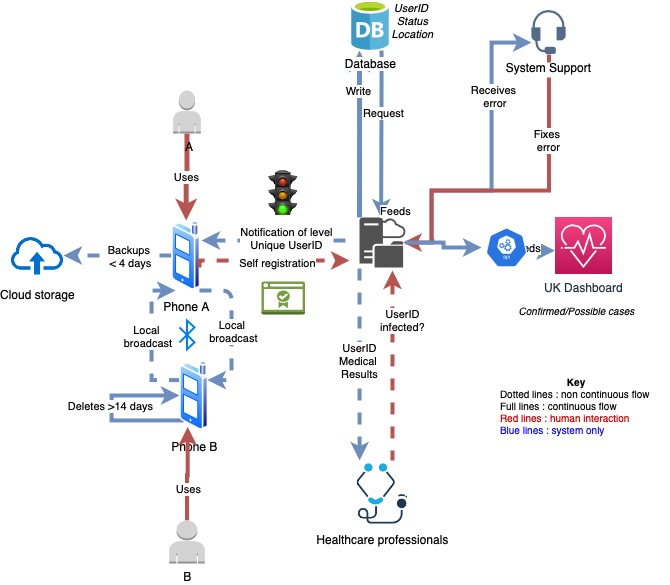 UserID
Status
Location
DB
Database
System Support
Write
Request
Receives
error
Fixes
error
A
Uses
Feeds
Notification of level
Unique UserID
Self registration
Backups
< 4 days
Cloud storage
Phone A
api
UK Dashboard
Confirmed/Possible cases
UserID
infected?
Local
broadcast
Local
broadcast
UserID
Medical
Results
Deletes >14 days
Phone B
Key
Dotted lines : non continuous flow
Full lines : continuous flow
Red lines : human interaction
Blue lines : system only
Uses
Healthcare professionals
B